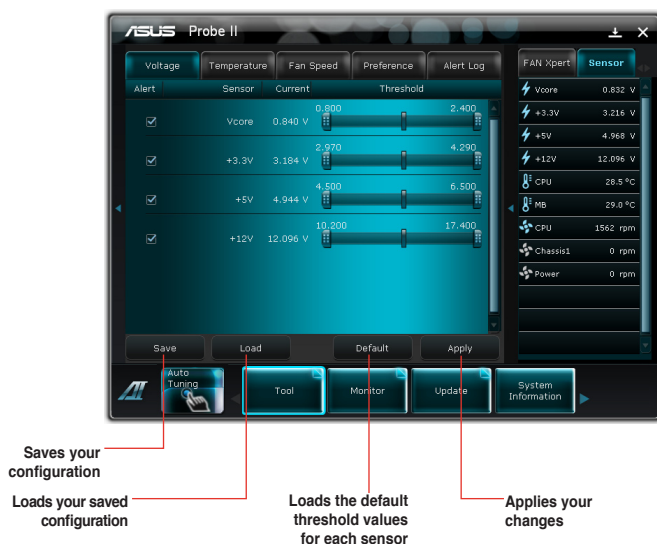 ASUS Probe II
Voltage Temperature Fan Speed Preference Alert Log
Alert Sensor Current Threshold
Vcore 0.840 V 0.800 2.400
+3.3V 3.184 V 2.970 4.290
+5V 4.944 V 4.500 6.500
+12V 12.096 V 10.200 17.400
Save Load Default Apply
FAN Xpert Sensor
Vcore 0.832 V
+3.3V 3.216 V
+5V 4.968 V
+12V 12.096 V
CPU 28.5 ºC
MB 29.0 ºC
CPU 1562 rpm
Chassis1 0 rpm
Power 0 rpm
Auto
Tuning
Tool
Monitor
Update
System
Information
Saves your
configuration
Loads your saved
configuration
Loads the default
threshold values
for each sensor
Applies your
changes